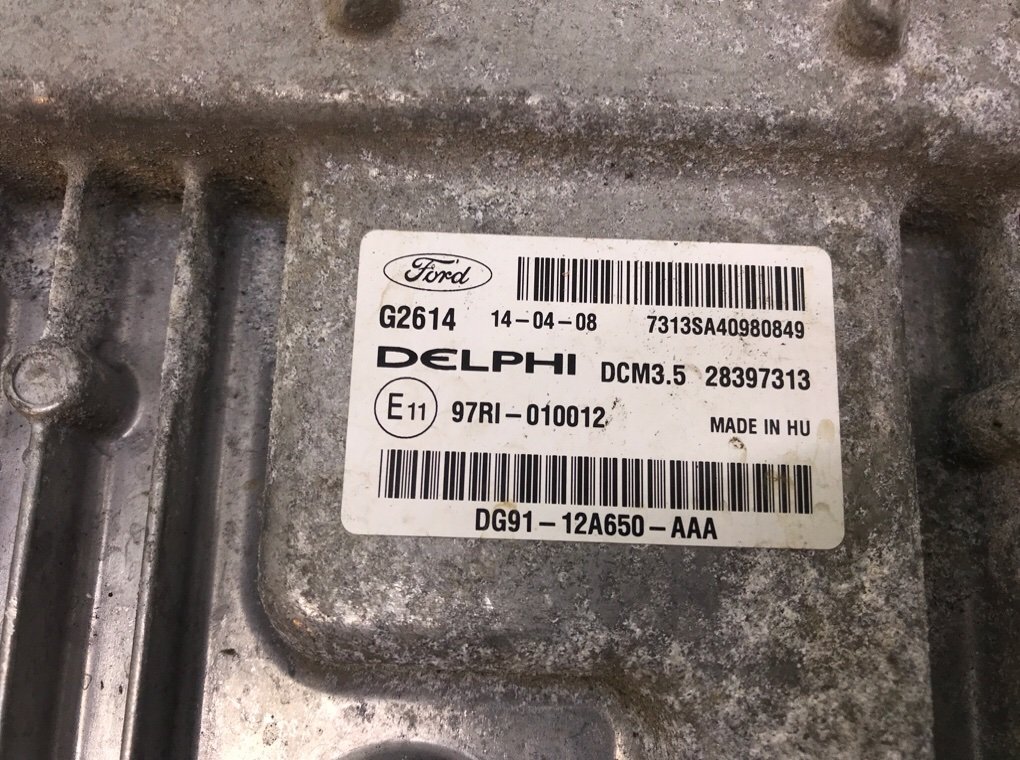 Ford
G2614 14-04-08 7313SA40980849
DELPHI DCM3.5 28397313
E11 97RI-010012 MADE IN HU
DG91-12A650-AAA